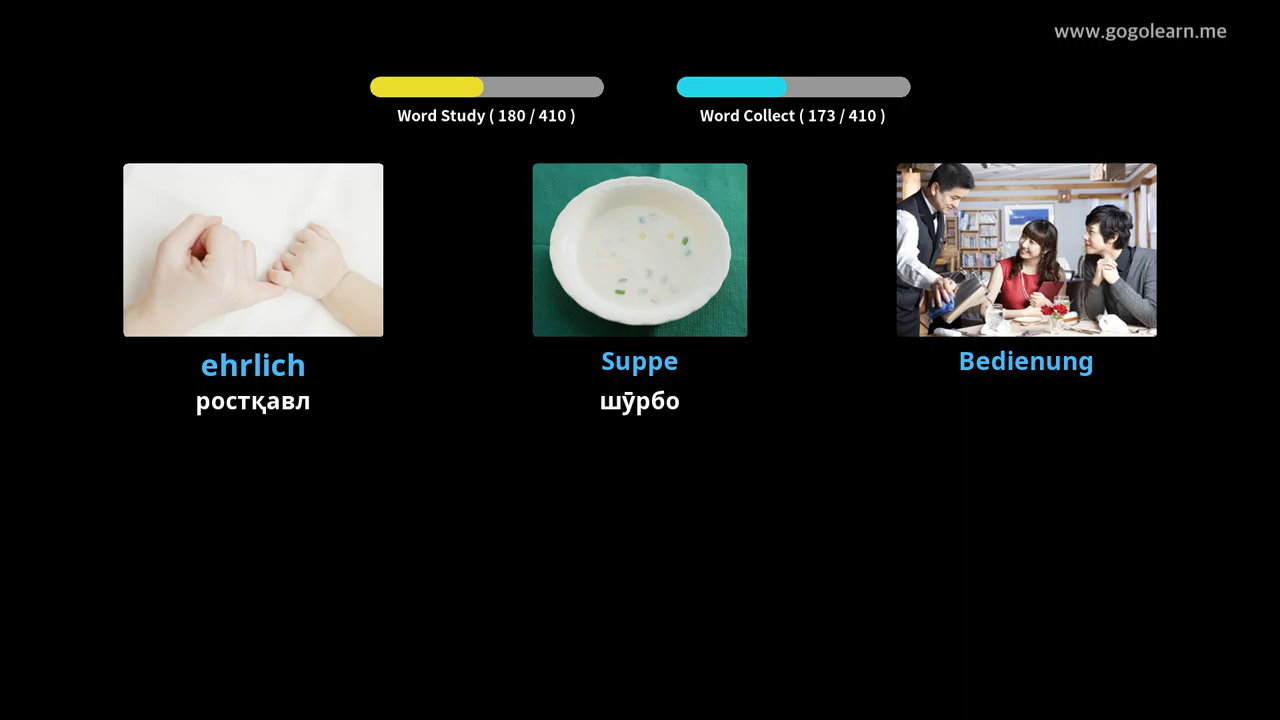 www.gogolearn.me
Word Study ( 180 / 410 )
Word Collect ( 173 / 410 )
ehrlich
ростқавл
Suppe
шӯрбо
Bedienung